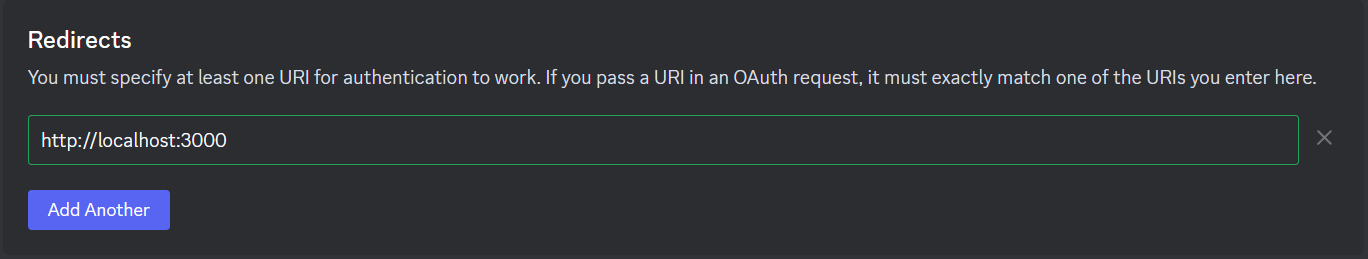 Redirects
You must specify at least one URI for authentication to work. If you pass a URI in an OAuth request, it must exactly match one of the URIs you enter here.
http://localhost:3000
Add Another